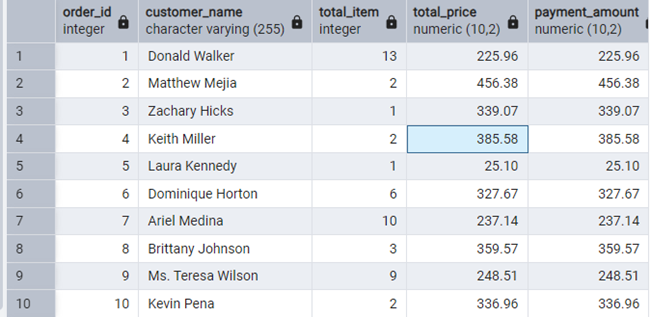 order_id customer_name total_item total_price payment_amount
integer character varying (255) integer numeric (10,2) numeric (10,2)
1 1 Donald Walker 13 225.96 225.96
2 2 Matthew Mejia 2 456.38 456.38
3 3 Zachary Hicks 1 339.07 339.07
4 4 Keith Miller 2 385.58 385.58
5 5 Laura Kennedy 1 25.10 25.10
6 6 Dominique Horton 6 327.67 327.67
7 7 Ariel Medina 10 237.14 237.14
8 8 Brittany Johnson 3 359.57 359.57
9 9 Ms. Teresa Wilson 9 248.51 248.51
10 10 Kevin Pena 2 336.96 336.96